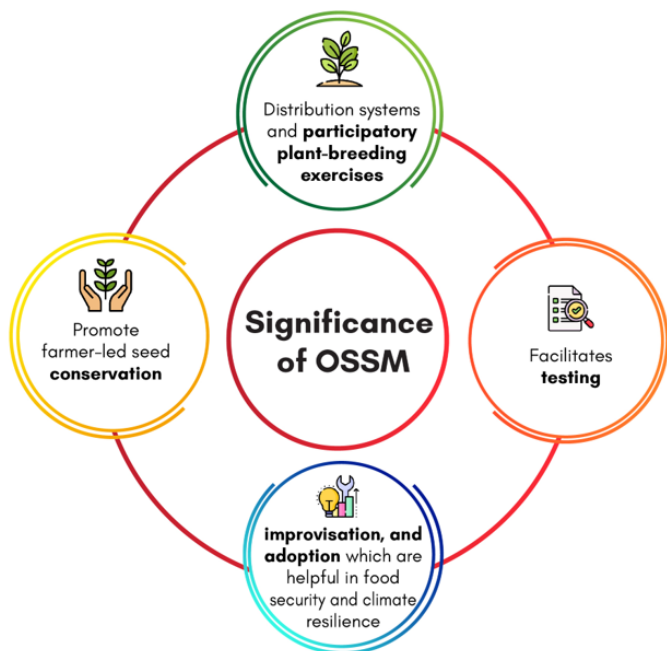 Distribution systems
and participatory
plant-breeding
exercises
Promote
farmer-led seed
conservation
Significance
of OSSM
Facilitates
testing
improvisation, and
adoption which are
helpful in food
security and climate
resilience